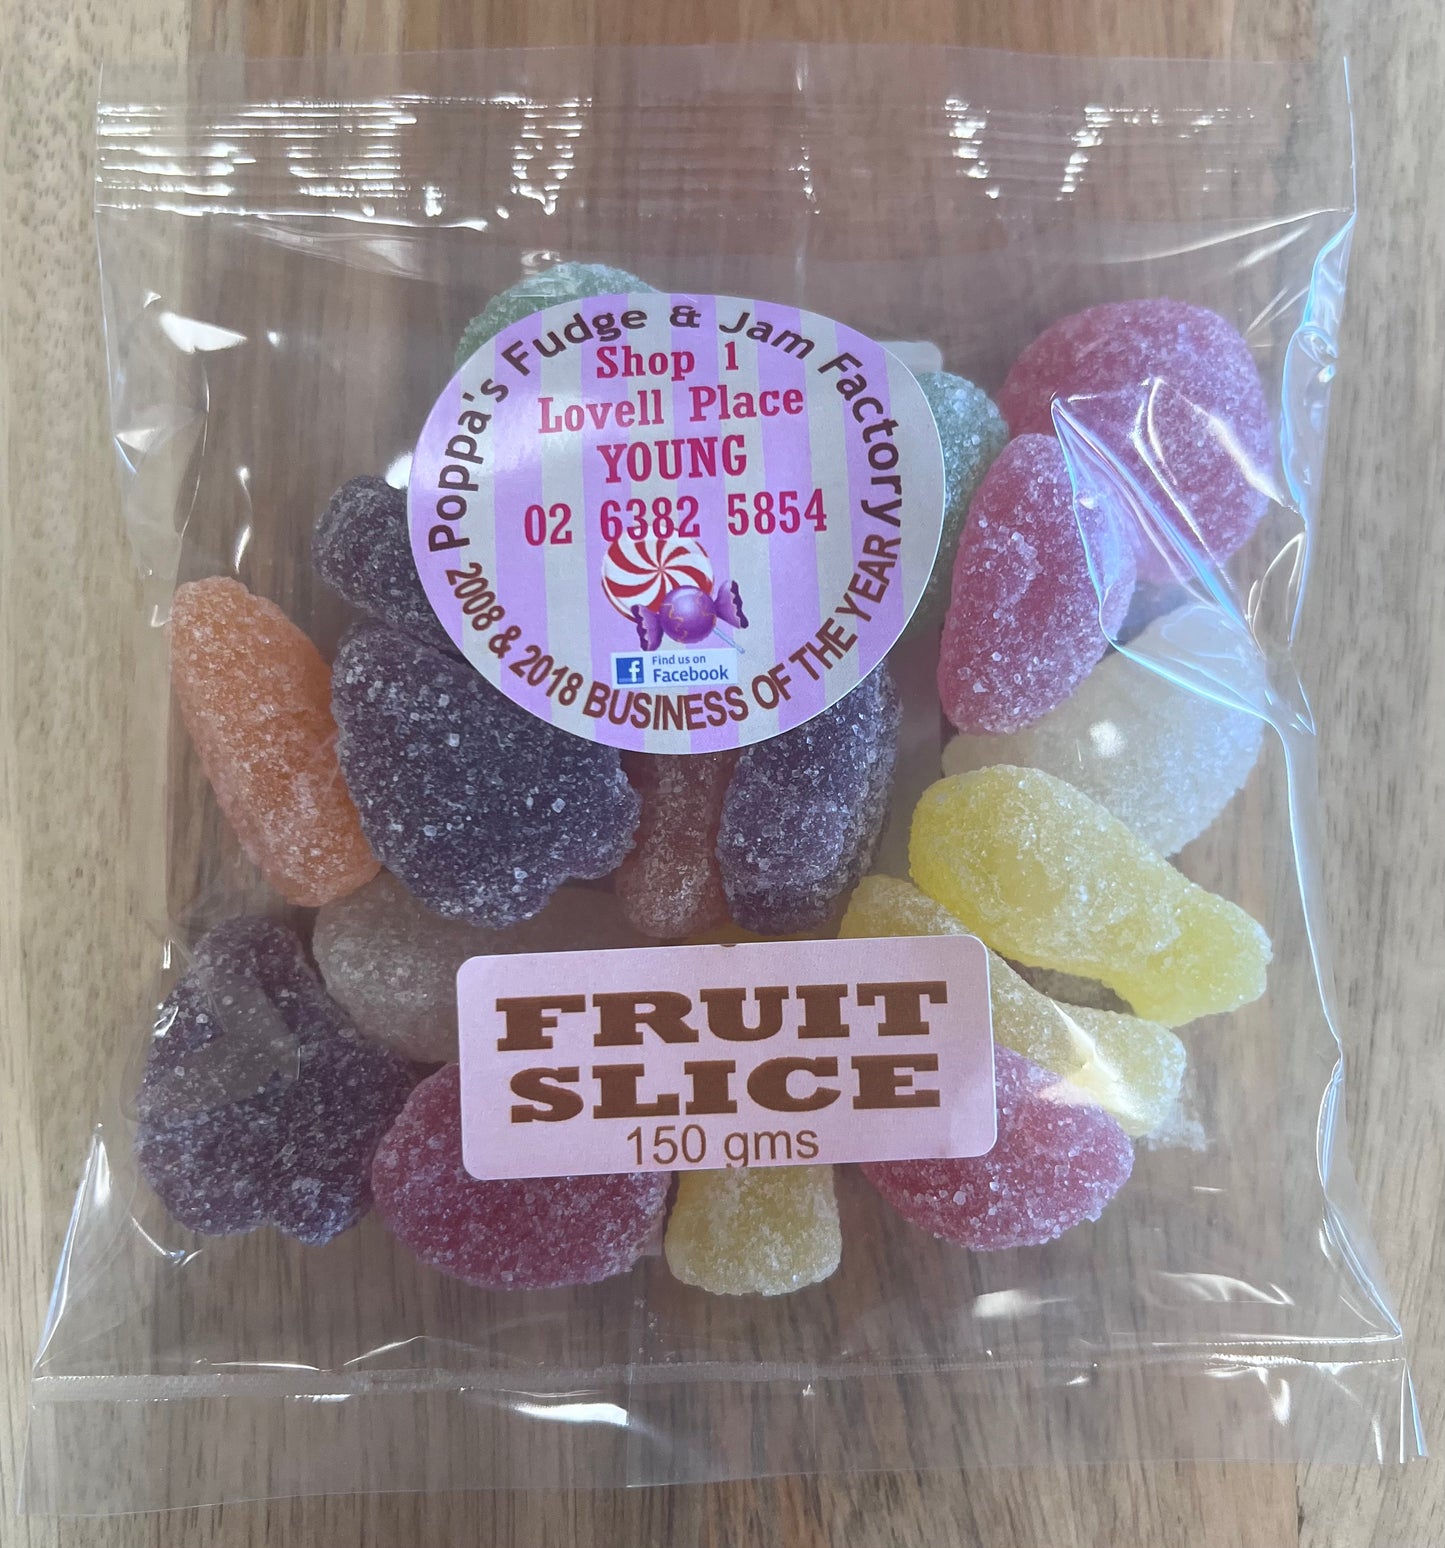 Poppa's Fudge & Jam Factory
Shop 1
Lovell Place
YOUNG
02 6382 5854
f Find us on
Facebook
2008 & 2018 BUSINESS OF THE YEAR
FRUIT
SLICE
150 gms